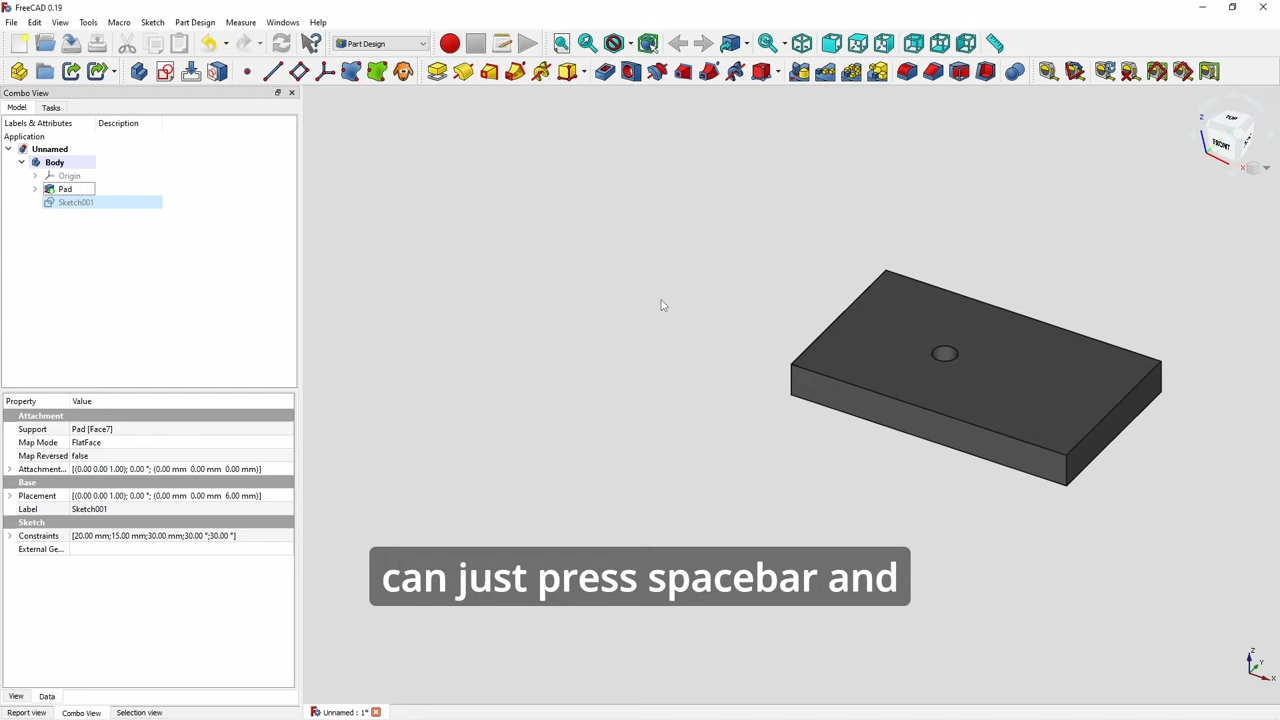 FreeCAD 0.19
File Edit View Tools Macro Sketch Part Design Measure Windows Help
Part Design
Combo View
Model Tasks
Labels & Attributes Description
Application
Unnamed
Body
Origin
Pad
Sketch001
Property Value
Attachment
Support Pad [Face7]
Map Mode FlatFace
Map Reversed false
Attachment... [(0.00 0.00 1.00); 0.00 °; (0.00 mm 0.00 mm 0.00 mm)]
Base
Placement [(0.00 0.00 1.00); 0.00 °; (0.00 mm 0.00 mm 6.00 mm)]
Label Sketch001
Sketch
Constraints [20.00 mm;15.00 mm;30.00 mm;30.00 °;30.00 °]
External Ge...
View Data
Report view Combo View Selection view
Unnamed : 1*
Z
TOP
FRONT
X
can just press spacebar and
Z
Y
X